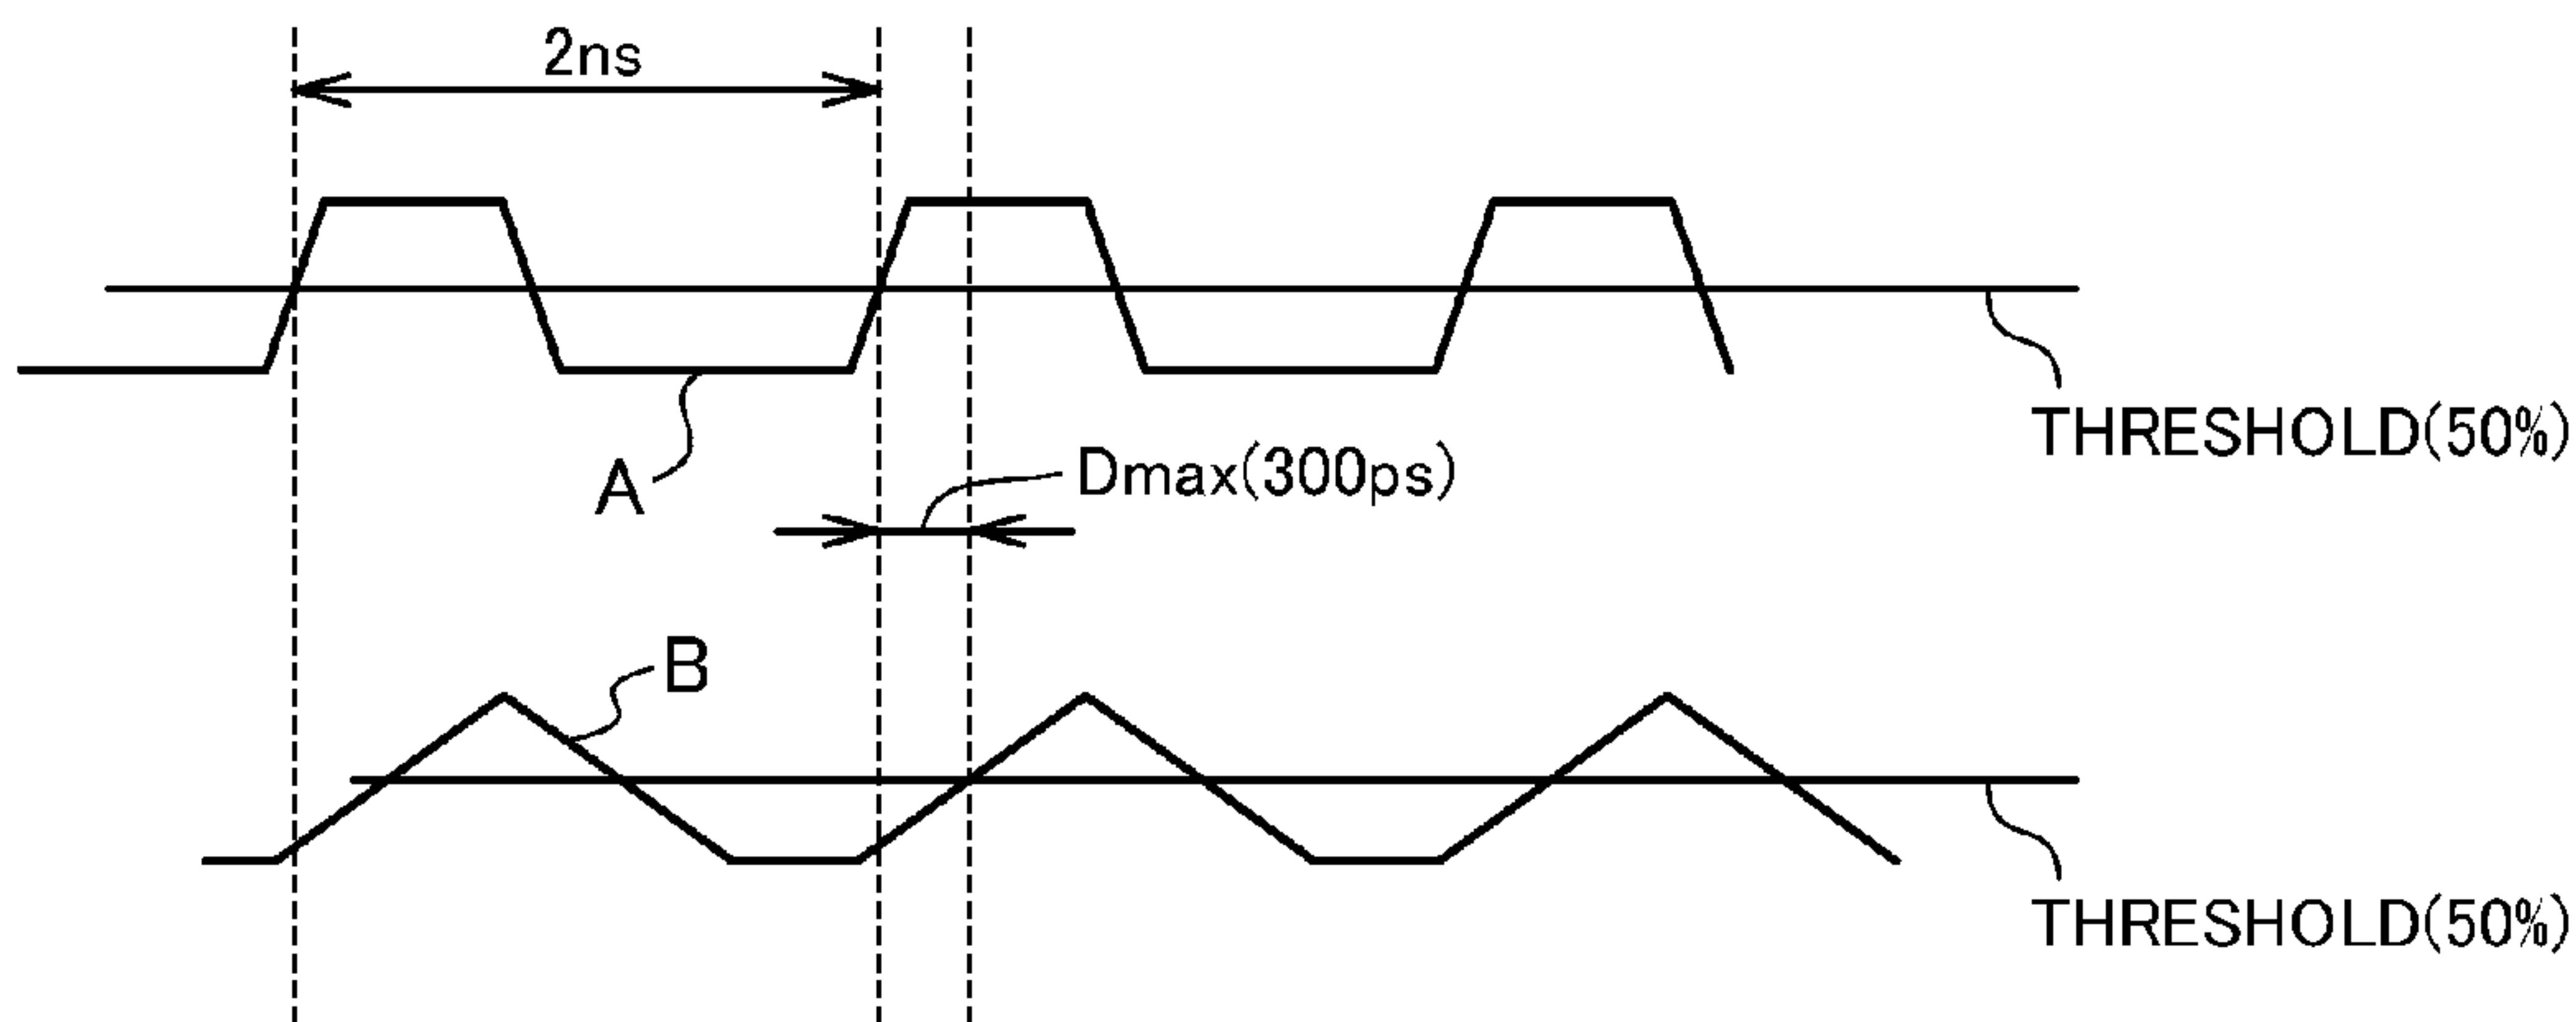 2ns
THRESHOLD(50%)
A
Dmax(300ps)
B
THRESHOLD(50%)